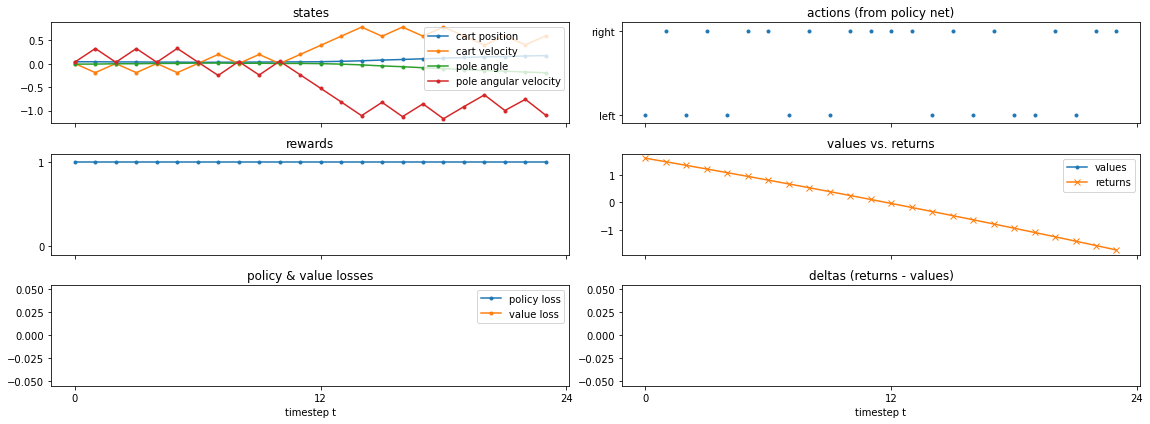 states
0.5
0.0
−0.5
−1.0
cart position
cart velocity
pole angle
pole angular velocity
actions (from policy net)
right
left
rewards
1
0
values vs. returns
1
0
−1
values
returns
policy & value losses
0.050
0.025
0.000
−0.025
−0.050
policy loss
value loss
0
12
24
timestep t
deltas (returns - values)
0.050
0.025
0.000
−0.025
−0.050
0
12
24
timestep t